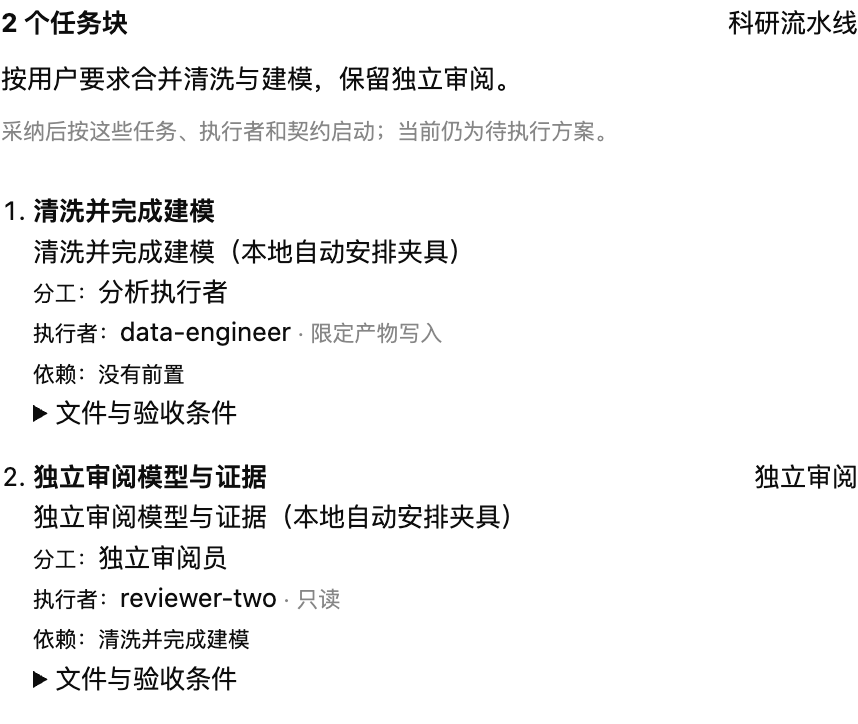 2 个任务块 科研流水线
按用户要求合并清洗与建模，保留独立审阅。
采纳后按这些任务、执行者和契约启动；当前仍为待执行方案。
1. 清洗并完成建模
清洗并完成建模（本地自动安排夹具）
分工：分析执行者
执行者：data-engineer · 限定产物写入
依赖：没有前置
▶ 文件与验收条件
2. 独立审阅模型与证据 独立审阅
独立审阅模型与证据（本地自动安排夹具）
分工：独立审阅员
执行者：reviewer-two · 只读
依赖：清洗并完成建模
▶ 文件与验收条件